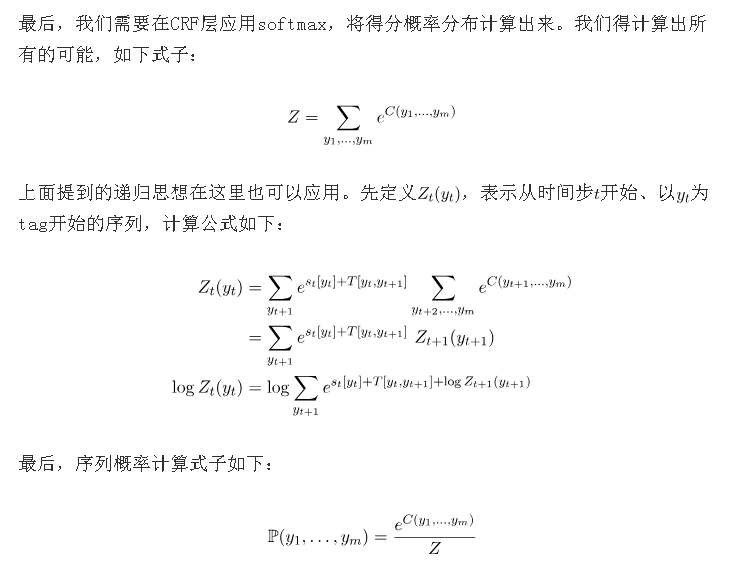 最后，我们需要在CRF层应用softmax，将得分概率分布计算出来。我们得计算出所
有的可能，如下式子：
Z = \sum_{y_1,\ldots,y_m} e^{C(y_1,\ldots,y_m)}
上面提到的递归思想在这里也可以应用。先定义Z_t(y_t)，表示从时间步t开始、以y_t为
tag开始的序列，计算公式如下：
Z_t(y_t) = \sum_{y_{t+1}} e^{s_t[y_t]+T[y_t,y_{t+1}]} \sum_{y_{t+2},\ldots,y_m} e^{C(y_{t+1},\ldots,y_m)}
= \sum_{y_{t+1}} e^{s_t[y_t]+T[y_t,y_{t+1}]} Z_{t+1}(y_{t+1})
\log Z_t(y_t) = \log \sum_{y_{t+1}} e^{s_t[y_t]+T[y_t,y_{t+1}]+\log Z_{t+1}(y_{t+1})}
最后，序列概率计算式子如下：
\mathbb{P}(y_1,\ldots,y_m) = \frac{e^{C(y_1,\ldots,y_m)}}{Z}